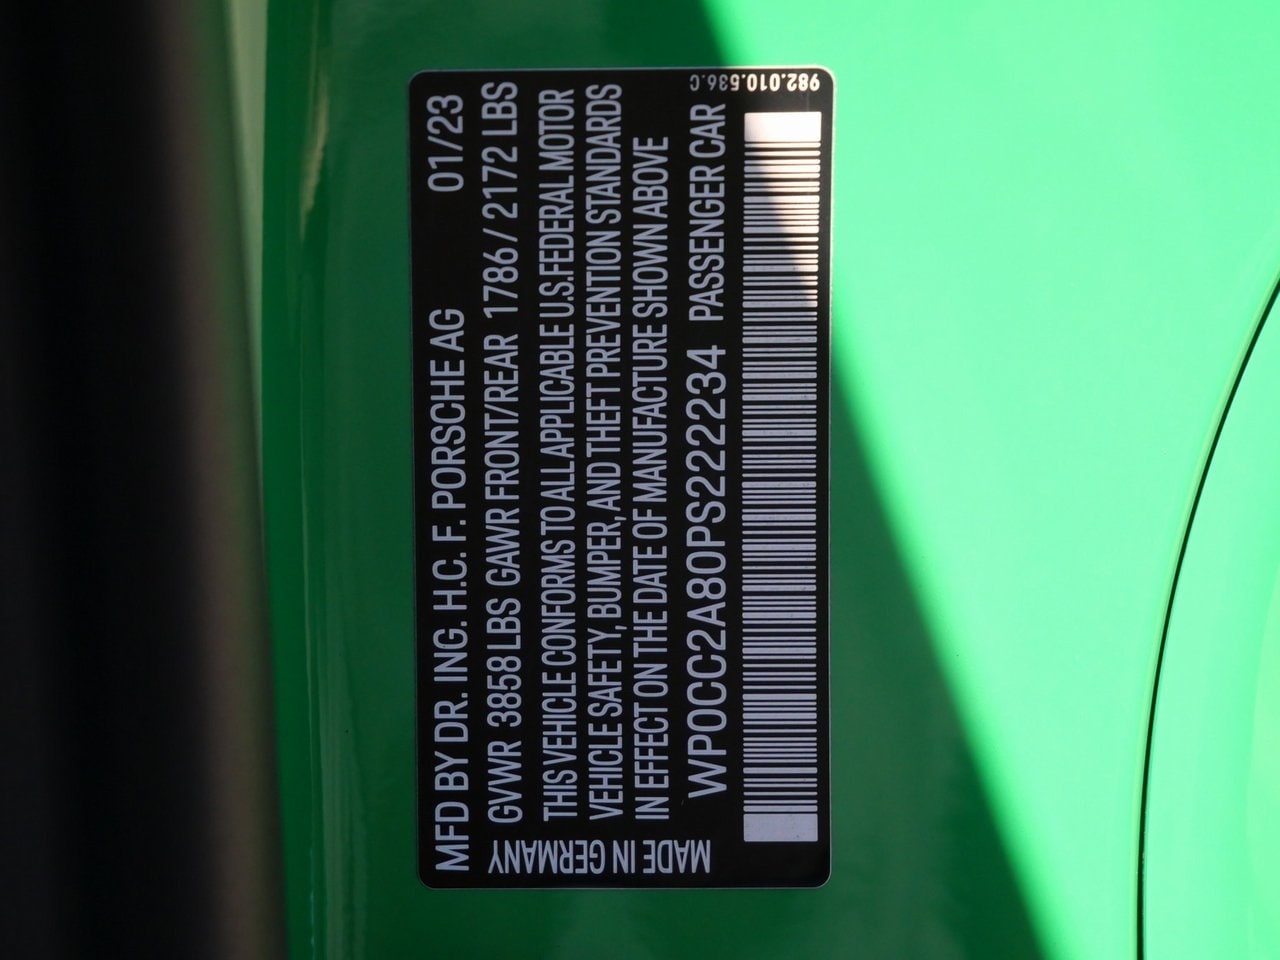 MFD BY DR. ING. H.C. F. PORSCHE AG 01/23
GVWR 3858 LBS GAWR FRONT/REAR 1786 / 2172 LBS
THIS VEHICLE CONFORMS TO ALL APPLICABLE U.S. FEDERAL MOTOR
VEHICLE SAFETY, BUMPER, AND THEFT PREVENTION STANDARDS
IN EFFECT ON THE DATE OF MANUFACTURE SHOWN ABOVE
WP0CC2A80PS222234 PASSENGER CAR
MADE IN GERMANY
982.010.536.C